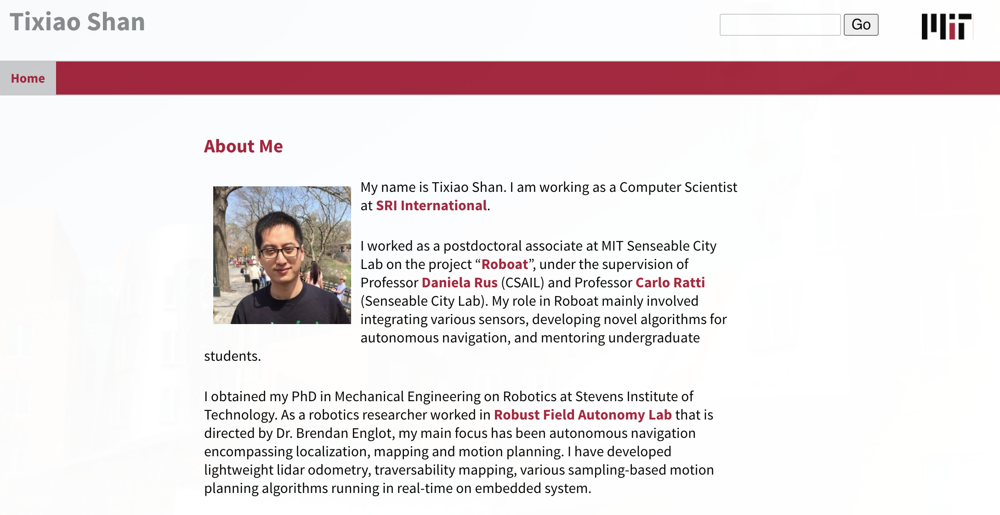 Tixiao Shan
Go
MIT
Home
About Me
My name is Tixiao Shan. I am working as a Computer Scientist
at SRI International.
I worked as a postdoctoral associate at MIT Senseable City
Lab on the project “Roboat”, under the supervision of
Professor Daniela Rus (CSAIL) and Professor Carlo Ratti
(Senseable City Lab). My role in Roboat mainly involved
integrating various sensors, developing novel algorithms for
autonomous navigation, and mentoring undergraduate
students.
I obtained my PhD in Mechanical Engineering on Robotics at Stevens Institute of
Technology. As a robotics researcher worked in Robust Field Autonomy Lab that is
directed by Dr. Brendan Englot, my main focus has been autonomous navigation
encompassing localization, mapping and motion planning. I have developed
lightweight lidar odometry, traversability mapping, various sampling-based motion
planning algorithms running in real-time on embedded system.